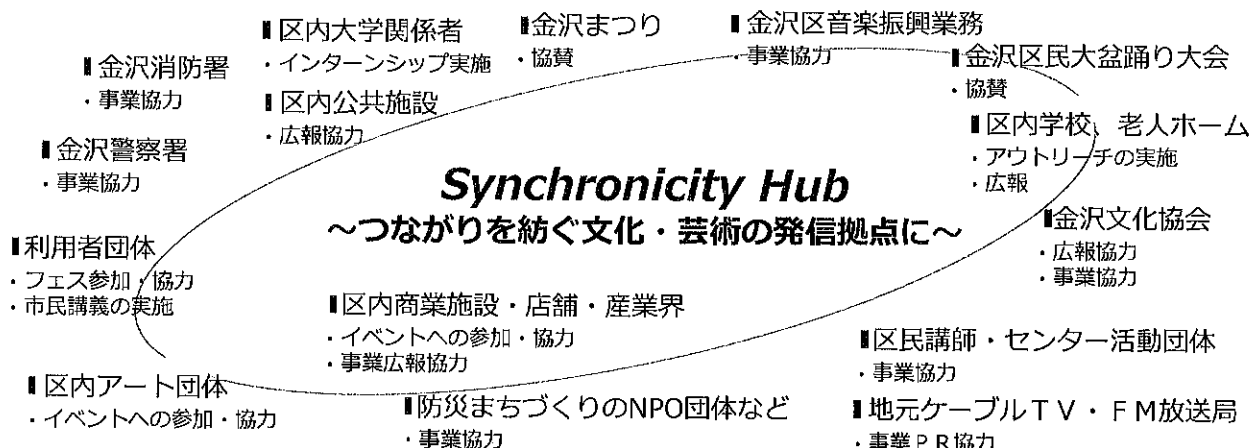 ▮区内大学関係者
・インターンシップ実施
▮金沢まつり
・協賛
▮金沢区音楽振興業務
・事業協力
▮金沢消防署
・事業協力
▮区内公共施設
・広報協力
▮金沢区民大盆踊り大会
・協賛
▮金沢警察署
・事業協力
▮区内学校、老人ホーム
・アウトリーチの実施
・広報
Synchronicity Hub
～つながりを紡ぐ文化・芸術の発信拠点に～
▮金沢文化協会
・広報協力
・事業協力
▮利用者団体
・フェス参加・協力
・市民講義の実施
▮区内商業施設・店舗・産業界
・イベントへの参加・協力
・事業広報協力
▮区民講師・センター活動団体
・事業協力
▮区内アート団体
・イベントへの参加・協力
▮防災まちづくりのNPO団体など
・事業協力
▮地元ケーブルＴＶ・ＦＭ放送局
・事業ＰＲ協力